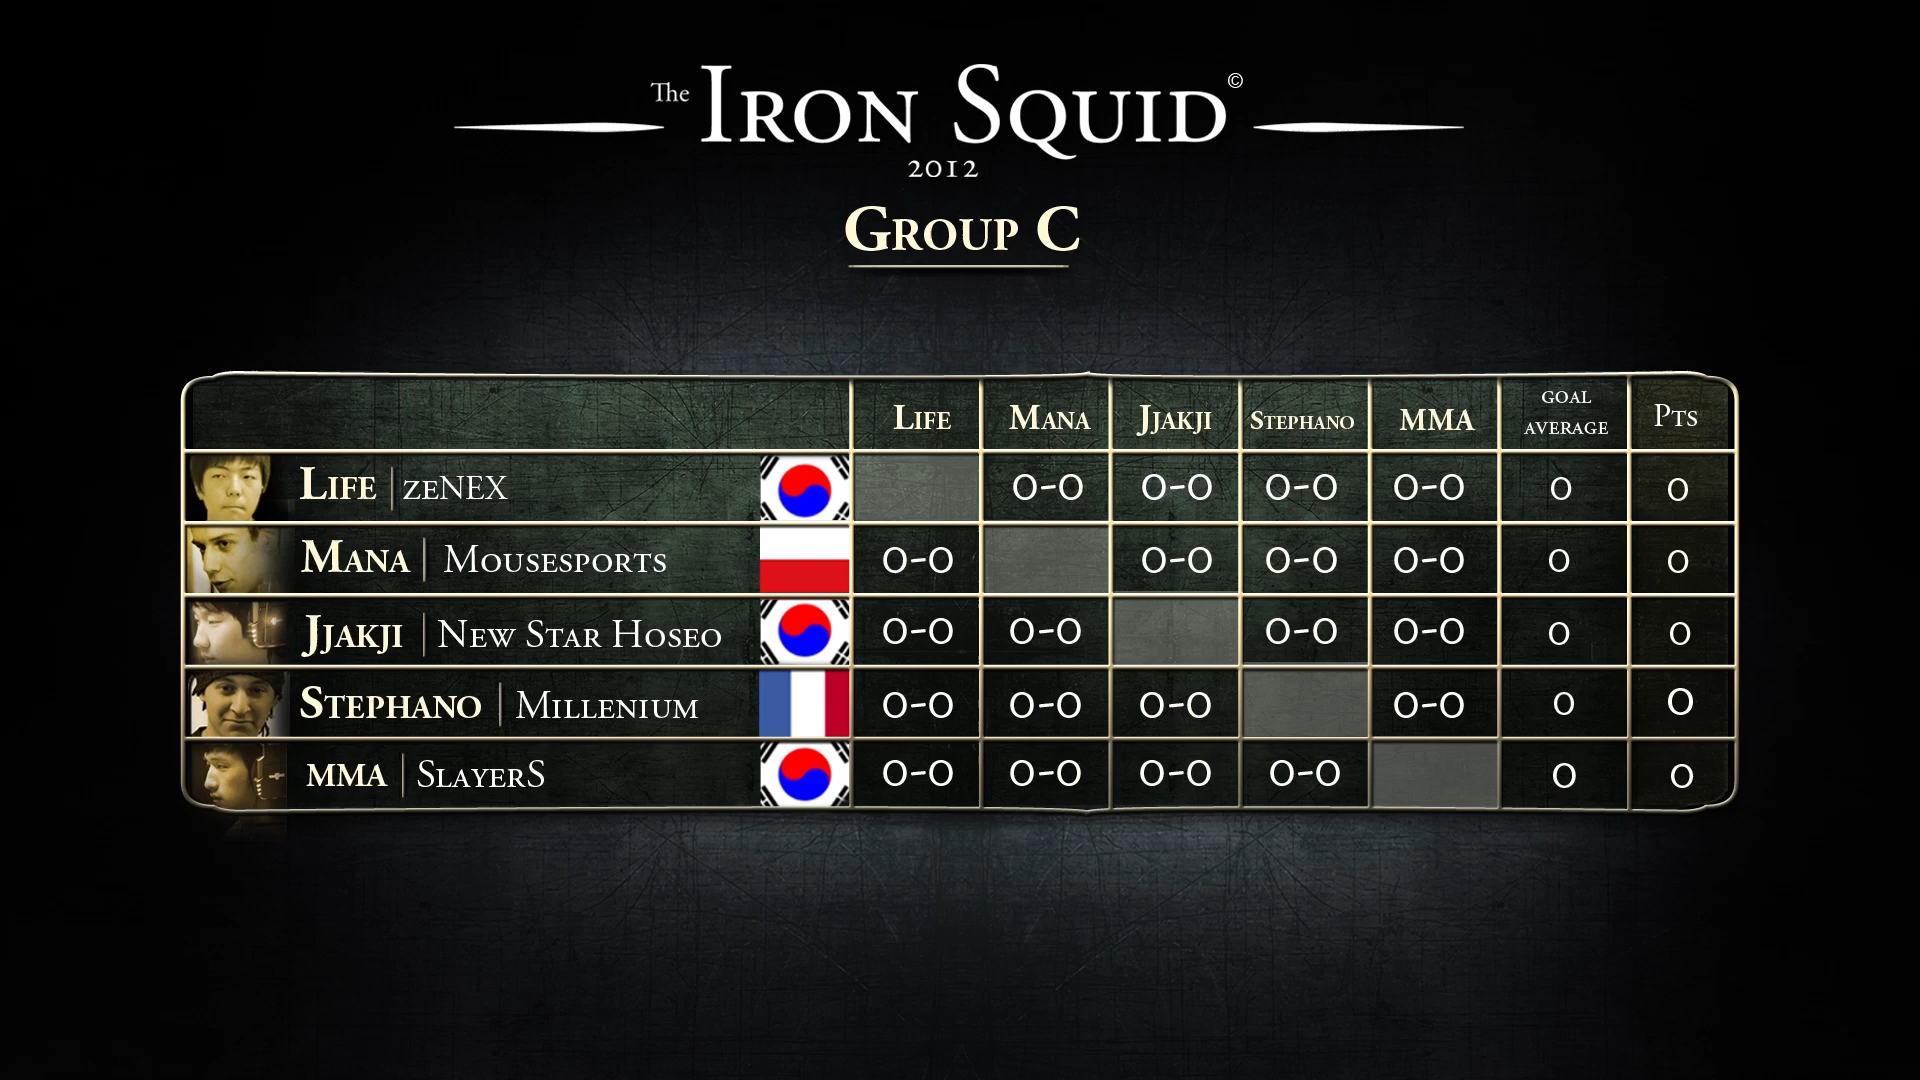 The Iron Squid©
2012
Group C
Life Mana Jjakji Stephano MMA goal average Pts
Life | zeNEX 0-0 0-0 0-0 0-0 0 0
Mana | Mousesports 0-0 0-0 0-0 0-0 0 0
Jjakji | New Star Hoseo 0-0 0-0 0-0 0-0 0 0
Stephano | Millenium 0-0 0-0 0-0 0-0 0 0
MMA | SlayerS 0-0 0-0 0-0 0-0 0 0